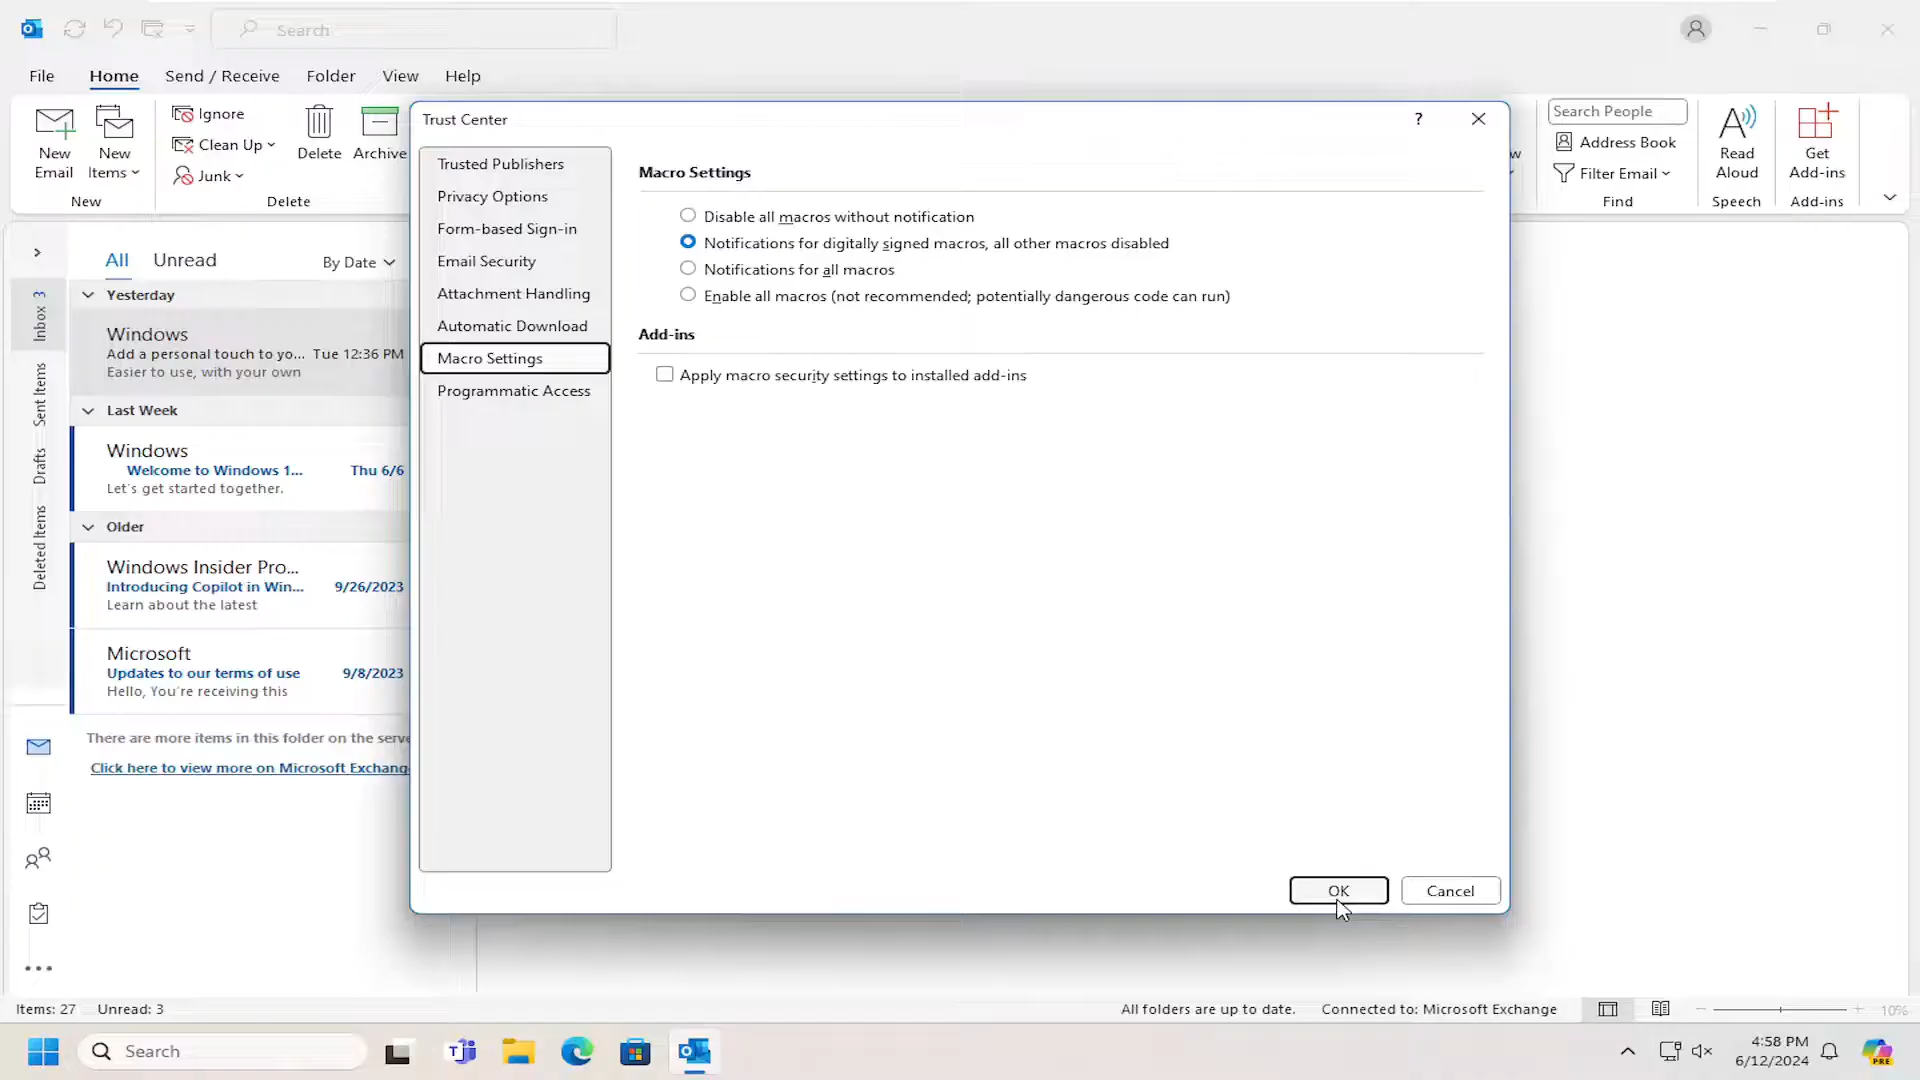 Search
File Home Send / Receive Folder View Help
New Email
New Items
New
Ignore
Clean Up
Junk
Delete
Archive
Delete
Search People
Address Book
Filter Email
Find
Read Aloud
Speech
Get Add-ins
Add-ins
Trust Center
?
Trusted Publishers
Privacy Options
Form-based Sign-in
Email Security
Attachment Handling
Automatic Download
Macro Settings
Programmatic Access
Macro Settings
Disable all macros without notification
Notifications for digitally signed macros, all other macros disabled
Notifications for all macros
Enable all macros (not recommended; potentially dangerous code can run)
Add-ins
Apply macro security settings to installed add-ins
OK
Cancel
Inbox 3
Sent Items
Drafts
Deleted Items
All Unread By Date
Yesterday
Windows
Add a personal touch to yo... Tue 12:36 PM
Easier to use, with your own
Last Week
Windows
Welcome to Windows 1... Thu 6/6
Let's get started together.
Older
Windows Insider Pro...
Introducing Copilot in Win... 9/26/2023
Learn about the latest
Microsoft
Updates to our terms of use 9/8/2023
Hello, You're receiving this
There are more items in this folder on the serve
Click here to view more on Microsoft Exchang
Items: 27 Unread: 3
All folders are up to date. Connected to: Microsoft Exchange
10%
Search
4:58 PM
6/12/2024
PRE